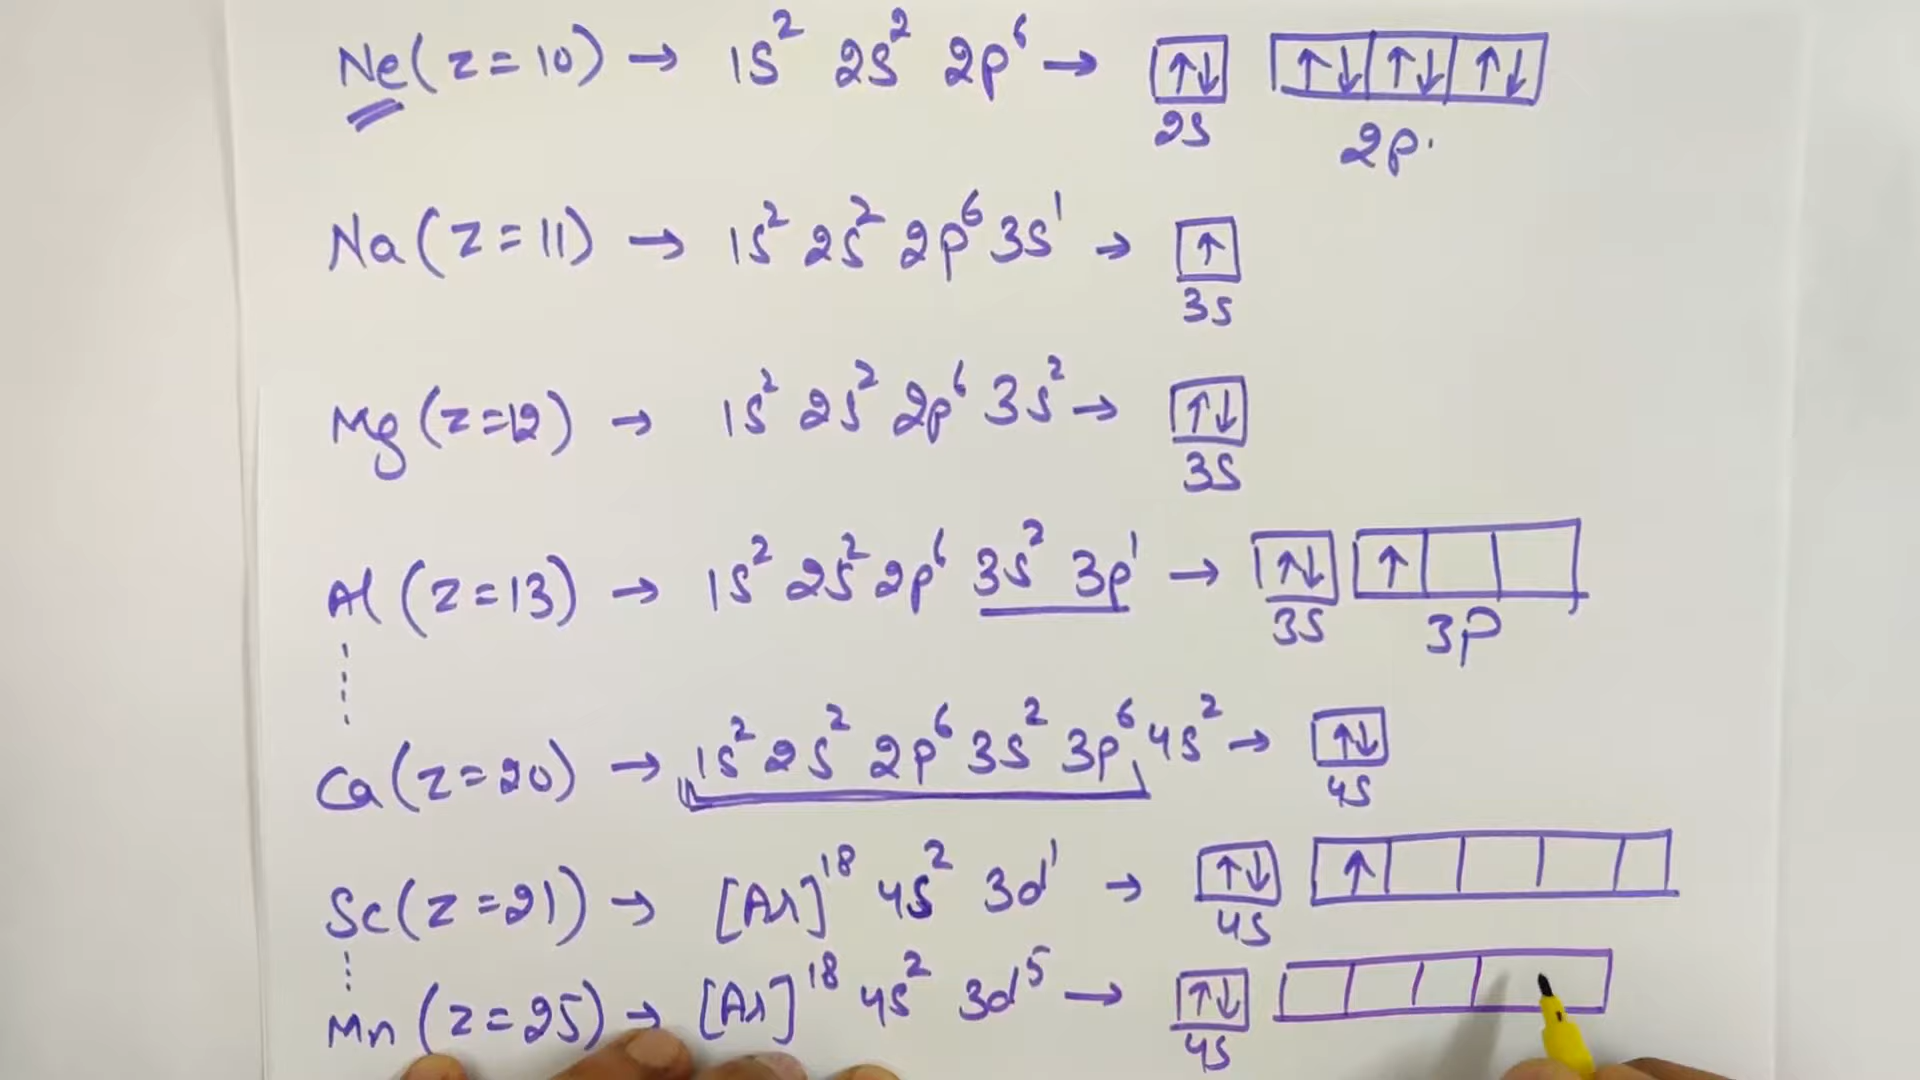 Ne (z=10) → 1s² 2s² 2p⁶ → ↑↓ ↑↓ ↑↓ ↑↓
2s 2p.
Na (z=11) → 1s² 2s² 2p⁶ 3s¹ → ↑
3s
Mg (z=12) → 1s² 2s² 2p⁶ 3s² → ↑↓
3s
Al (z=13) → 1s² 2s² 2p⁶ 3s² 3p¹ → ↑↓ ↑
3s 3p
Ca (z=20) → 1s² 2s² 2p⁶ 3s² 3p⁶ 4s² → ↑↓
4s
Sc (z=21) → [Ar]¹⁸ 4s² 3d¹ → ↑↓ ↑
4s
Mn (z=25) → [Ar]¹⁸ 4s² 3d⁵ → ↑↓
4s